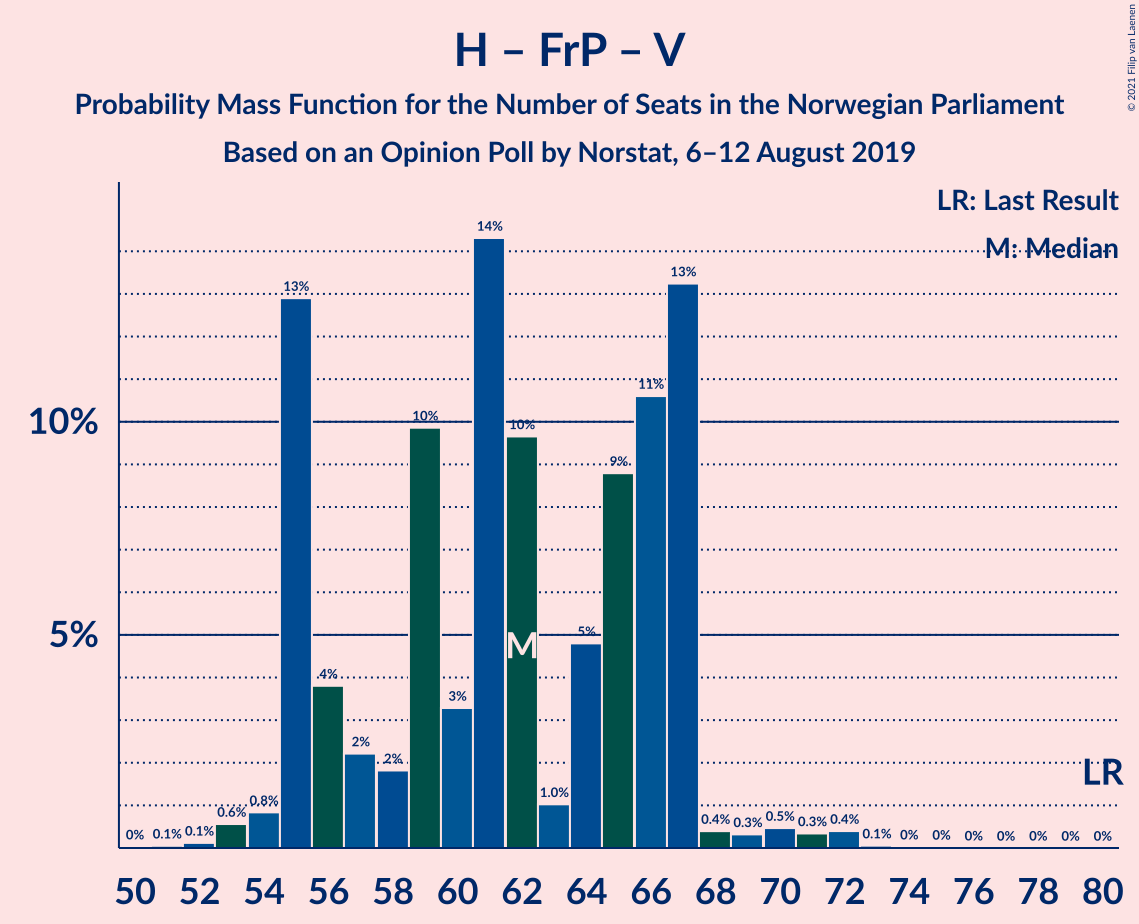 H – FrP – V
Probability Mass Function for the Number of Seats in the Norwegian Parliament
Based on an Opinion Poll by Norstat, 6–12 August 2019
© 2021 Filip van Laenen
LR: Last Result
M: Median
14%
13%
13%
11%
10%
10%
10%
9%
5%
5%
M
4%
3%
2%
2%
LR
1.0%
0.8%
0.6%
0% 0.1% 0.1% 0.4% 0.3% 0.5% 0.3% 0.4% 0.1% 0% 0% 0% 0% 0% 0% 0%
50 52 54 56 58 60 62 64 66 68 70 72 74 76 78 80